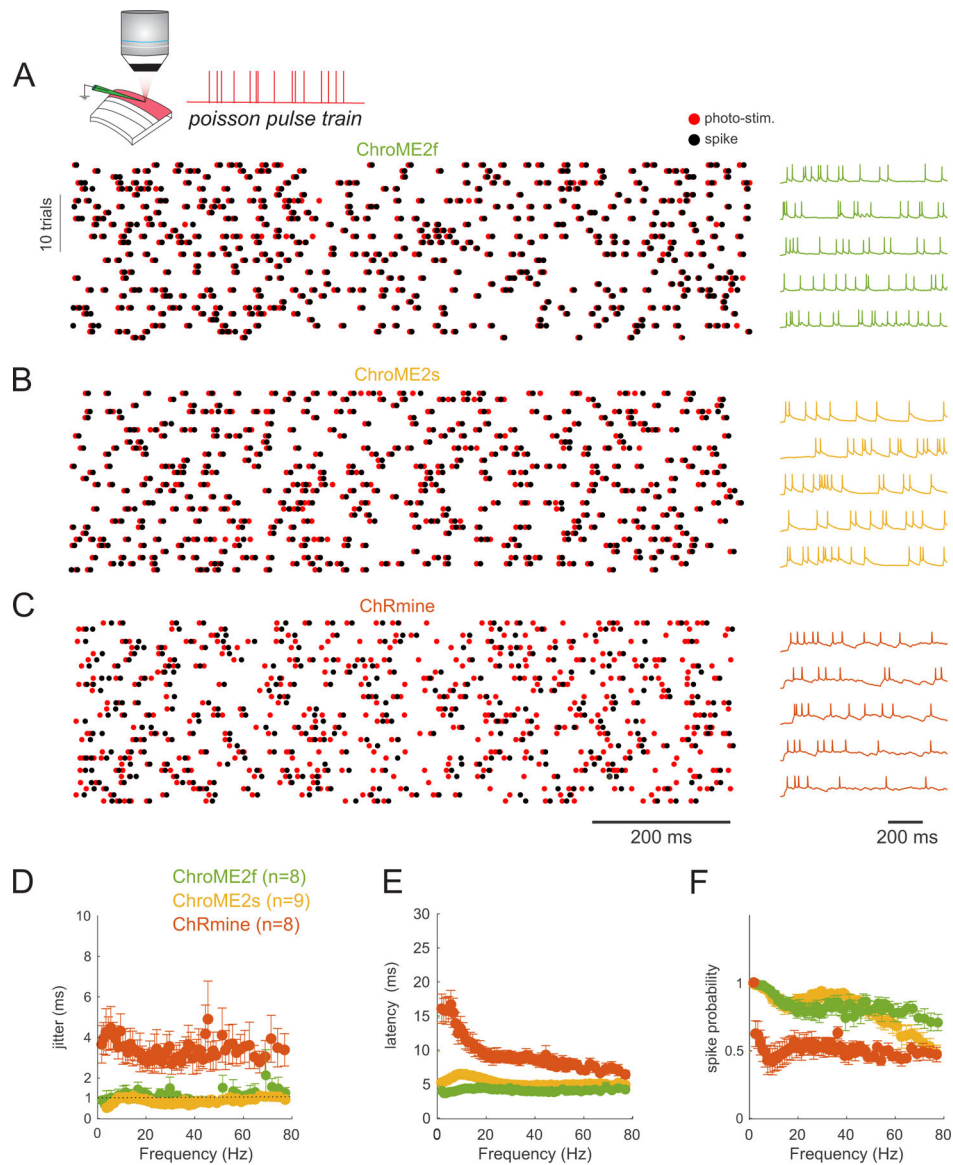 A
poisson pulse train
photo-stim.
spike
ChroME2f
10 trials
B
ChroME2s
C
ChRmine
200 ms
200 ms
D
ChroME2f (n=8)
ChroME2s (n=9)
ChRmine (n=8)
jitter (ms)
10
8
6
4
2
1
0
0
20
40
60
80
Frequency (Hz)
E
latency (ms)
30
25
20
15
10
5
0
0
20
40
60
80
Frequency (Hz)
F
spike probability
1
0.5
0
0
20
40
60
80
Frequency (Hz)